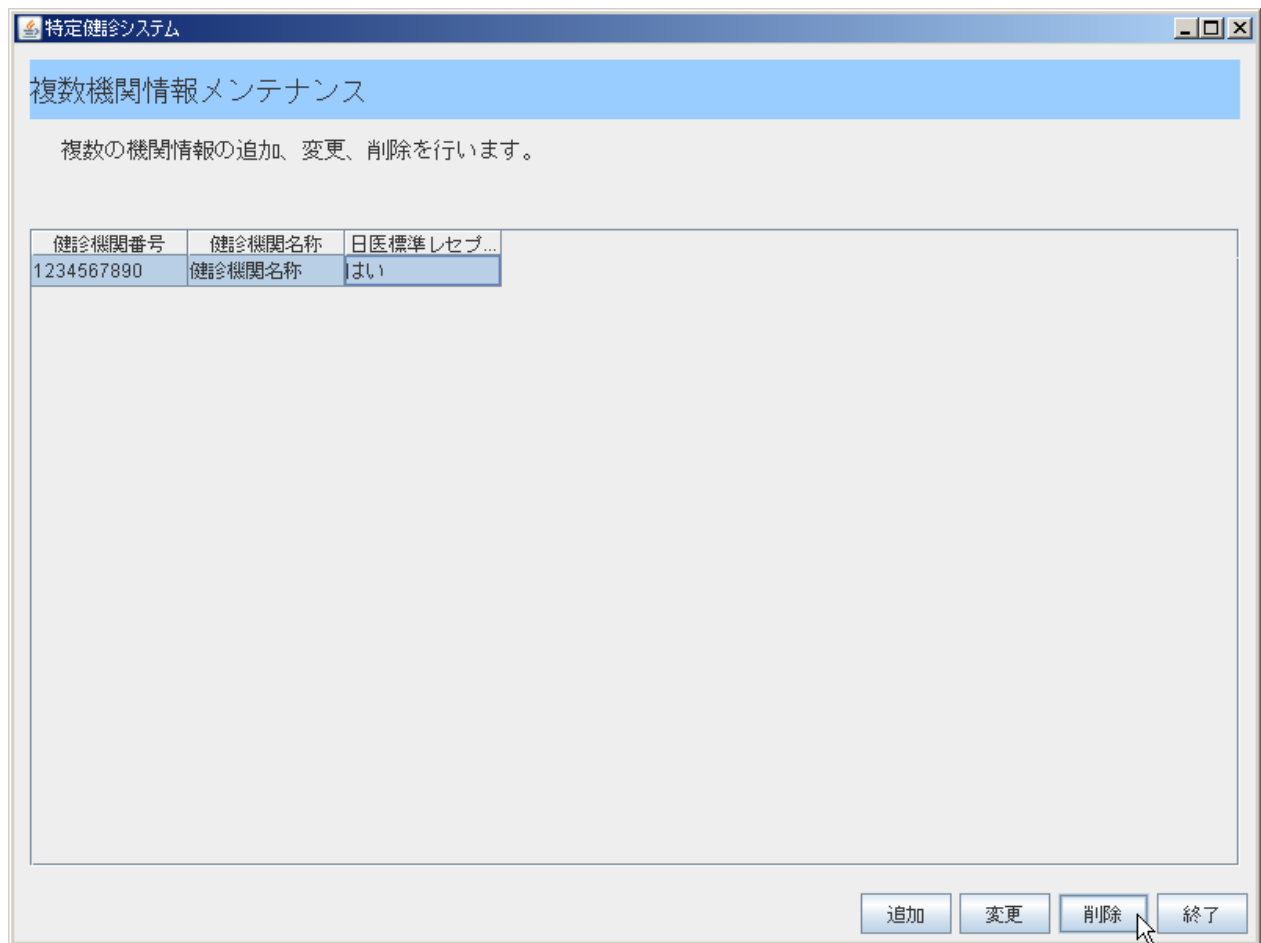 特定健診システム
複数機関情報メンテナンス
複数の機関情報の追加、変更、削除を行います。
健診機関番号 健診機関名称 日医標準レセプ...
1234567890 健診機関名称 はい
追加 変更 削除 終了